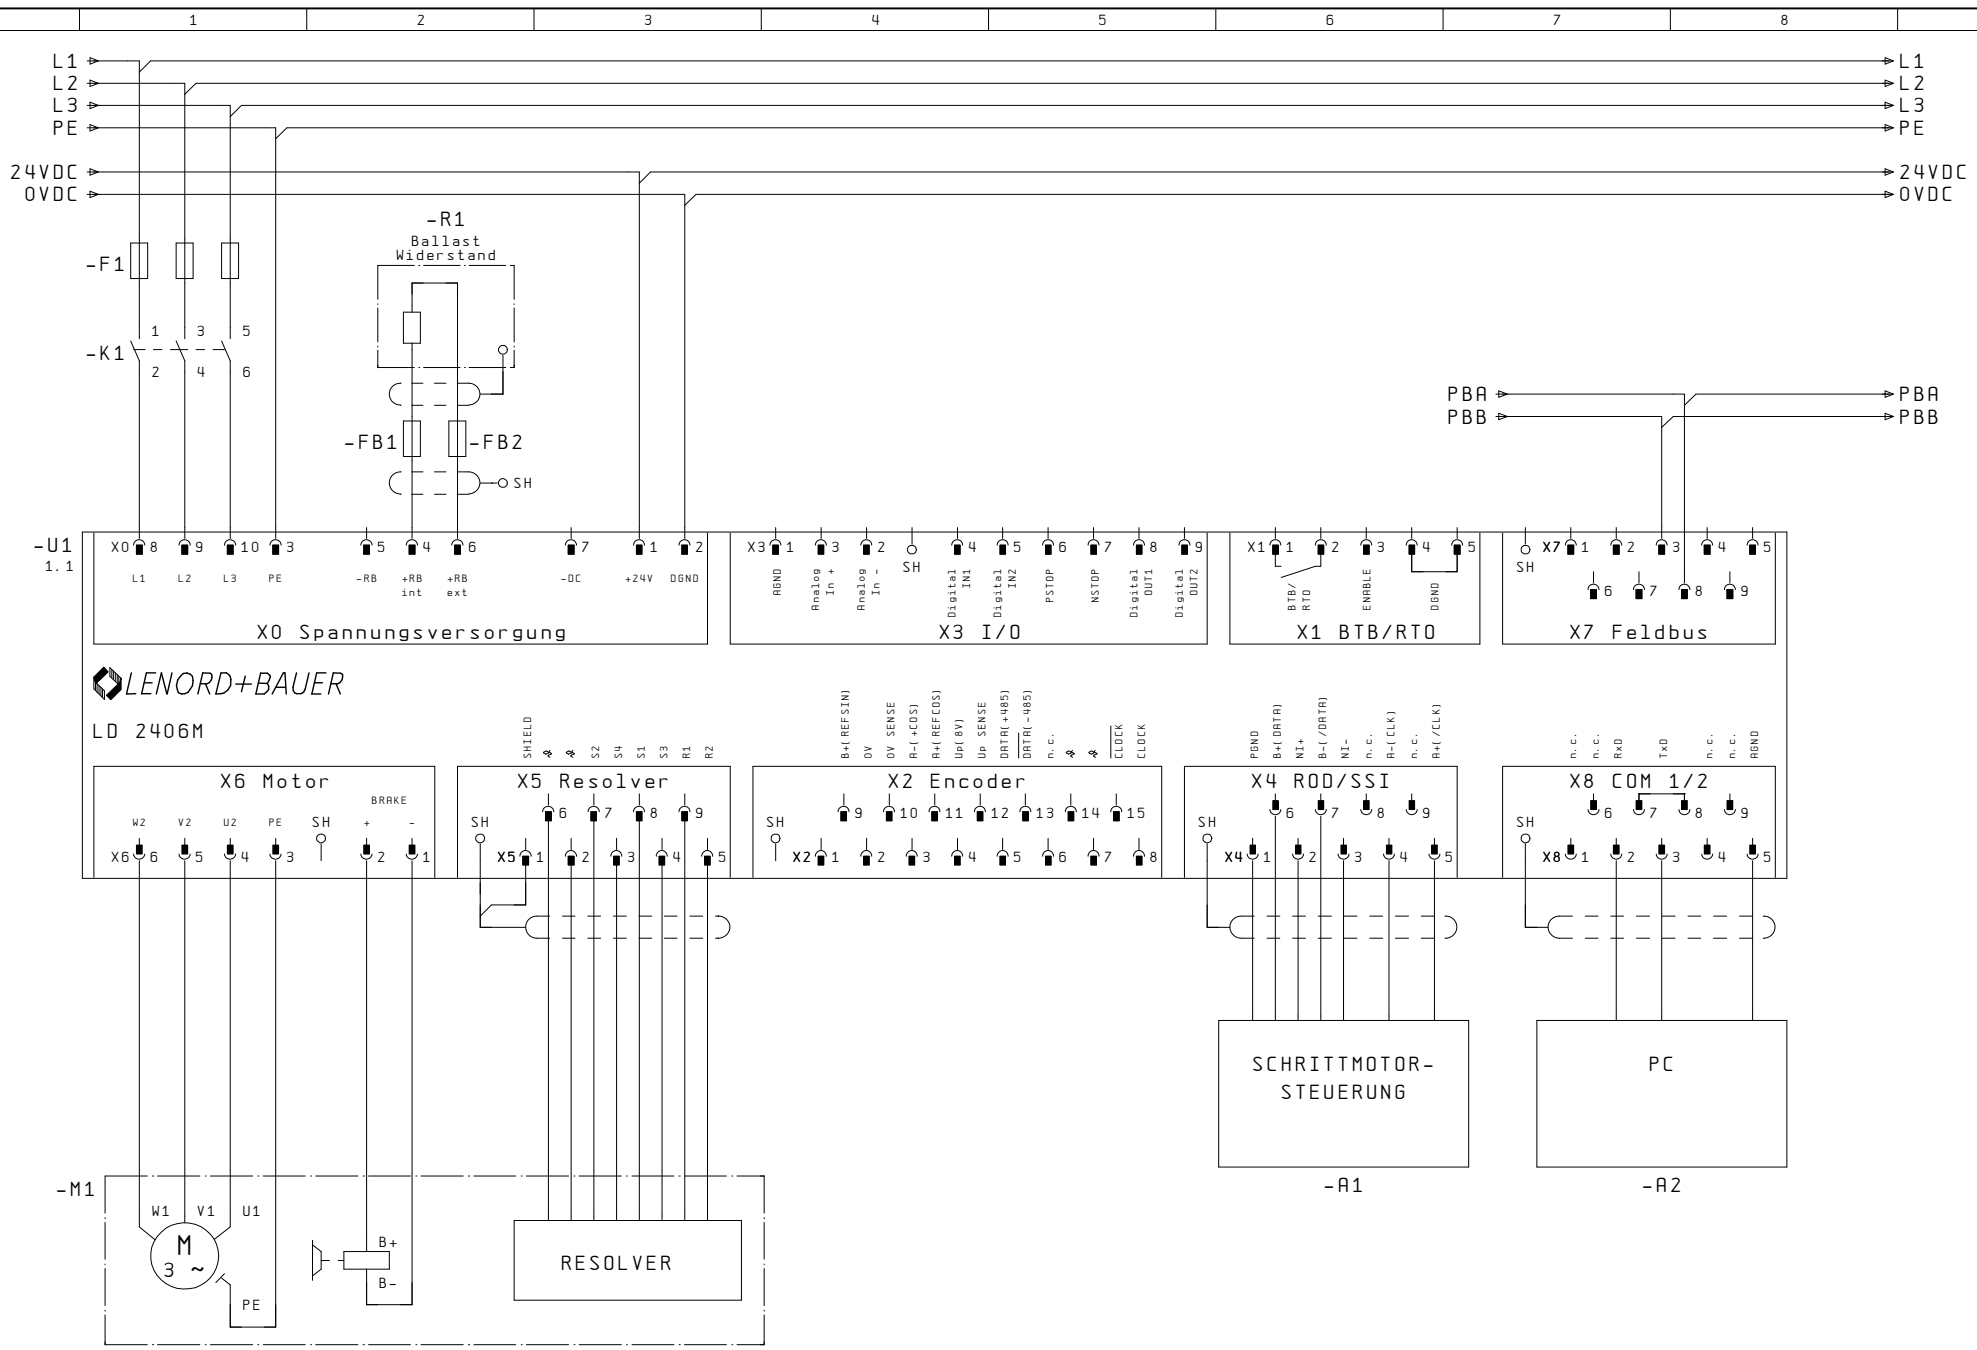 1 2 3 4 5 6 7 8
L1 L1
L2 L2
L3 L3
PE PE
24VDC 24VDC
0VDC 0VDC
-R1
Ballast
Widerstand
-F1
1 3 5
-K1
2 4 6
PBA PBA
PBB PBB
-FB1 -FB2
SH
-U1
1.1
X0 8 9 10 3 5 4 6 7 1 2
L1 L2 L3 PE -RB +RB int +RB ext -DC +24V DGND
X0 Spannungsversorgung
X3 1 3 2 SH 4 5 6 7 8 9
AGND
Analog In +
Analog In -
Digital IN1
Digital IN2
PSTOP
NSTOP
Digital OUT1
Digital OUT2
X3 I/O
X1 1 2 3 4 5
BTB/
RTO
ENABLE
DGND
X1 BTB/RTO
SH X7 1 2 3 4 5
6 7 8 9
X7 Feldbus
LENORD+BAUER
LD 2406M
X6 Motor
BRAKE
W2 V2 U2 PE SH + -
X6 6 5 4 3 2 1
SHIELD
S2
S4
S1
S3
R1
R2
X5 Resolver
6 7 8 9
SH
X5 1 2 3 4 5
B+(REFSIN)
0V
0V SENSE
A-(+COS)
A+(REFCOS)
Up(8V)
Up SENSE
DATA(+485)
DATA(-485)
n.c.
CLOCK
CLOCK
X2 Encoder
9 10 11 12 13 14 15
SH
X2 1 2 3 4 5 6 7 8
PGND
B+(DATA)
NI+
B-(/DATA)
NI-
n.c.
A-(CLK)
n.c.
A+(/CLK)
X4 ROD/SSI
6 7 8 9
SH
X4 1 2 3 4 5
n.c.
n.c.
RxD
TxD
n.c.
n.c.
AGND
X8 COM 1/2
6 7 8 9
SH
X8 1 2 3 4 5
SCHRITTMOTOR-
STEUERUNG
-A1
PC
-A2
-M1
W1 V1 U1
M
3 ~
PE
B+
B-
RESOLVER